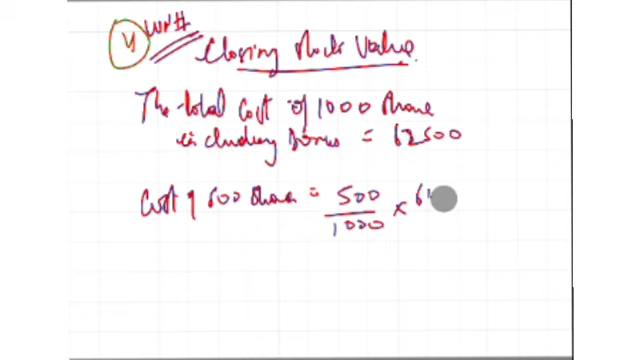 4 WN#
Closing Stock Value
The total cost of 1000 share
including Bonus = 62500
Cost of 500 share = 500/1000 × 6